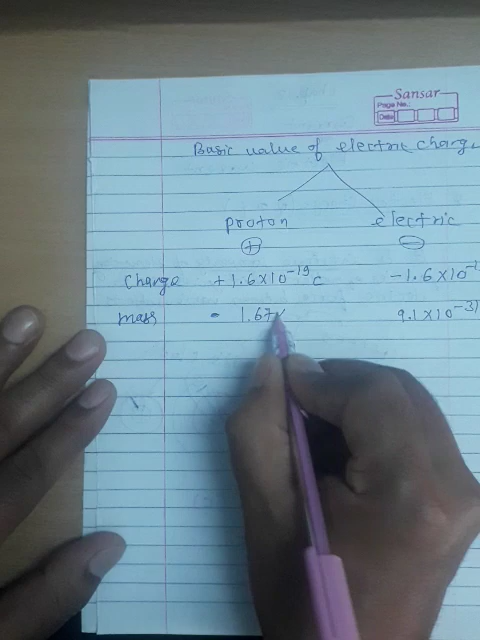 Sansar
Page No.:
Date
Basic value of electric charge
proton electric
+ −
Charge +1.6×10⁻¹⁹ c −1.6×10⁻¹
mass = 1.67× 9.1×10⁻³¹